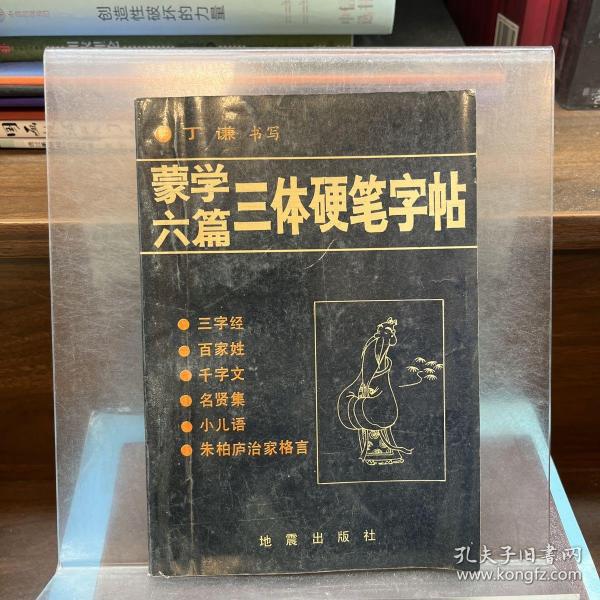 创造性破坏的力量
丁谦 书写
蒙学六篇三体硬笔字帖
三字经
百家姓
千字文
名贤集
小儿语
朱柏庐治家格言
地震出版社
孔夫子旧书网
www.kongfz.com